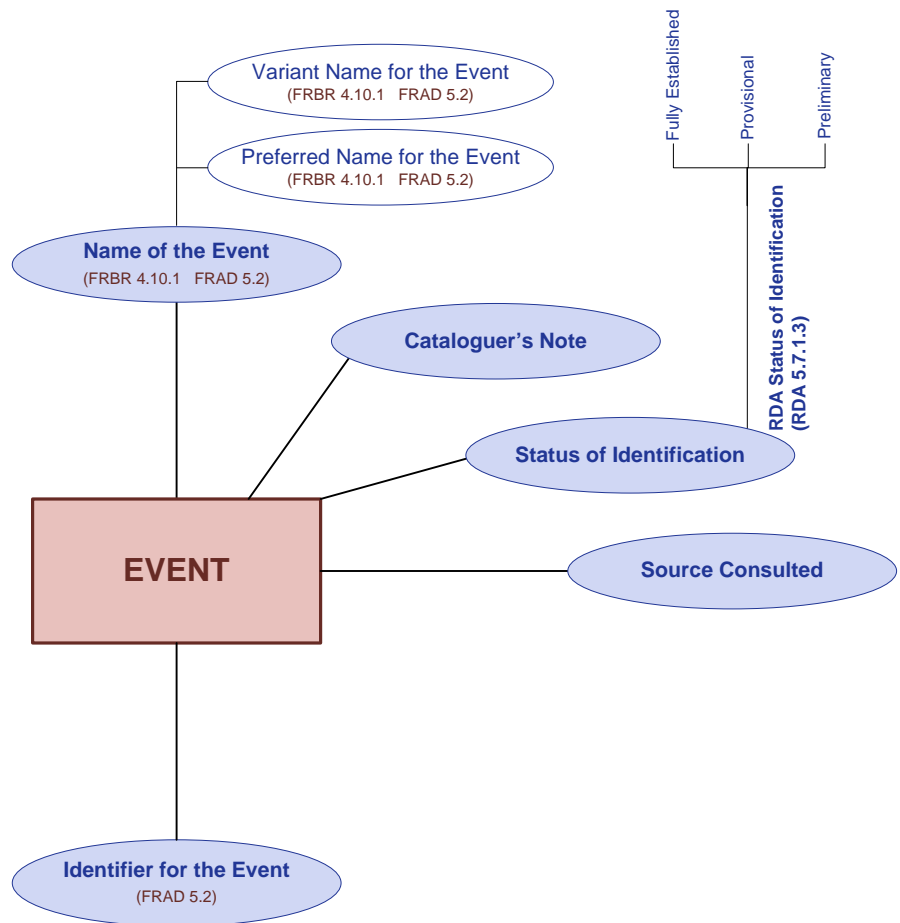 Variant Name for the Event
(FRBR 4.10.1 FRAD 5.2)
Preferred Name for the Event
(FRBR 4.10.1 FRAD 5.2)
Fully Established
Provisional
Preliminary
RDA Status of Identification
(RDA 5.7.1.3)
Name of the Event
(FRBR 4.10.1 FRAD 5.2)
Cataloguer’s Note
Status of Identification
EVENT
Source Consulted
Identifier for the Event
(FRAD 5.2)